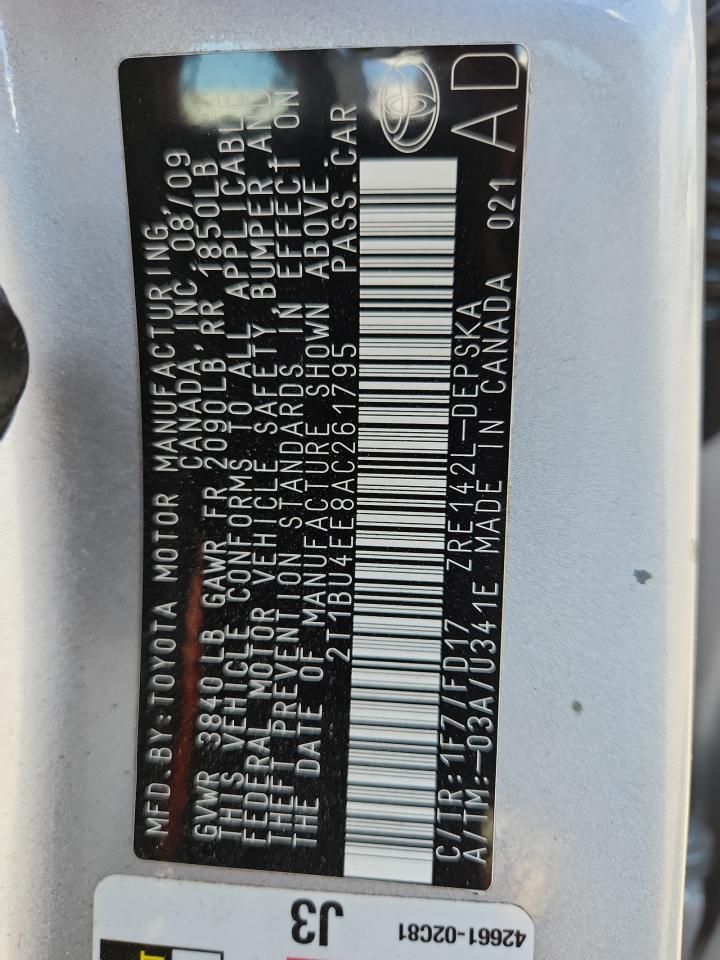 MFD.BY:TOYOTA MOTOR MANUFACTURING,
CANADA, INC. 08/09
GVWR 3840 LB GAWR FR 2090LB, RR 1850LB
THIS VEHICLE CONFORMS TO ALL APPLICABLE
FEDERAL MOTOR VEHICLE SAFETY, BUMPER AND
THEFT PREVENTION STANDARDS IN EFFECT ON
THE DATE OF MANUFACTURE SHOWN ABOVE.
2T1BU4EE8AC261795 PASS.CAR
C/TR:1F7/FD17 ZRE142L-DEPSKA
A/TM:-03A/U341E MADE IN CANADA 021
AD
J3
42661-02C81